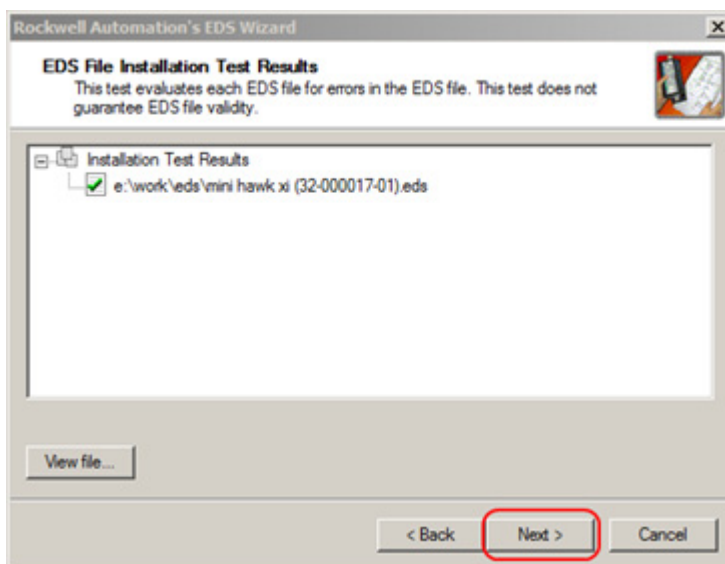 Rockwell Automation's EDS Wizard
EDS File Installation Test Results
This test evaluates each EDS file for errors in the EDS file. This test does not
guarantee EDS file validity.
Installation Test Results
e:\work\eds\mini hawk xi (32-000017-01).eds
View file...
< Back
Next >
Cancel